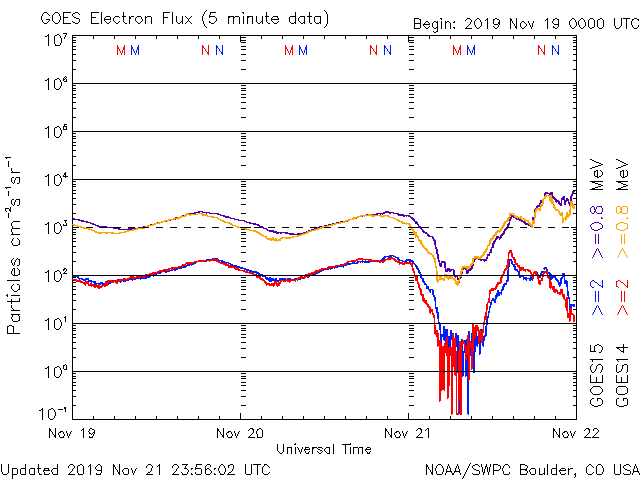 GOES Electron Flux (5 minute data)
Begin: 2019 Nov 19 0000 UTC
M M N N M M N N M M N N
10⁷
10⁶
10⁵
10⁴
10³
10²
10¹
10⁰
10⁻¹
Particles cm⁻²s⁻¹sr⁻¹
Nov 19 Nov 20 Nov 21 Nov 22
Universal Time
GOES15 >=2 >=0.8 MeV
GOES14 >=2 >=0.8 MeV
Updated 2019 Nov 21 23:56:02 UTC
NOAA/SWPC Boulder, CO USA